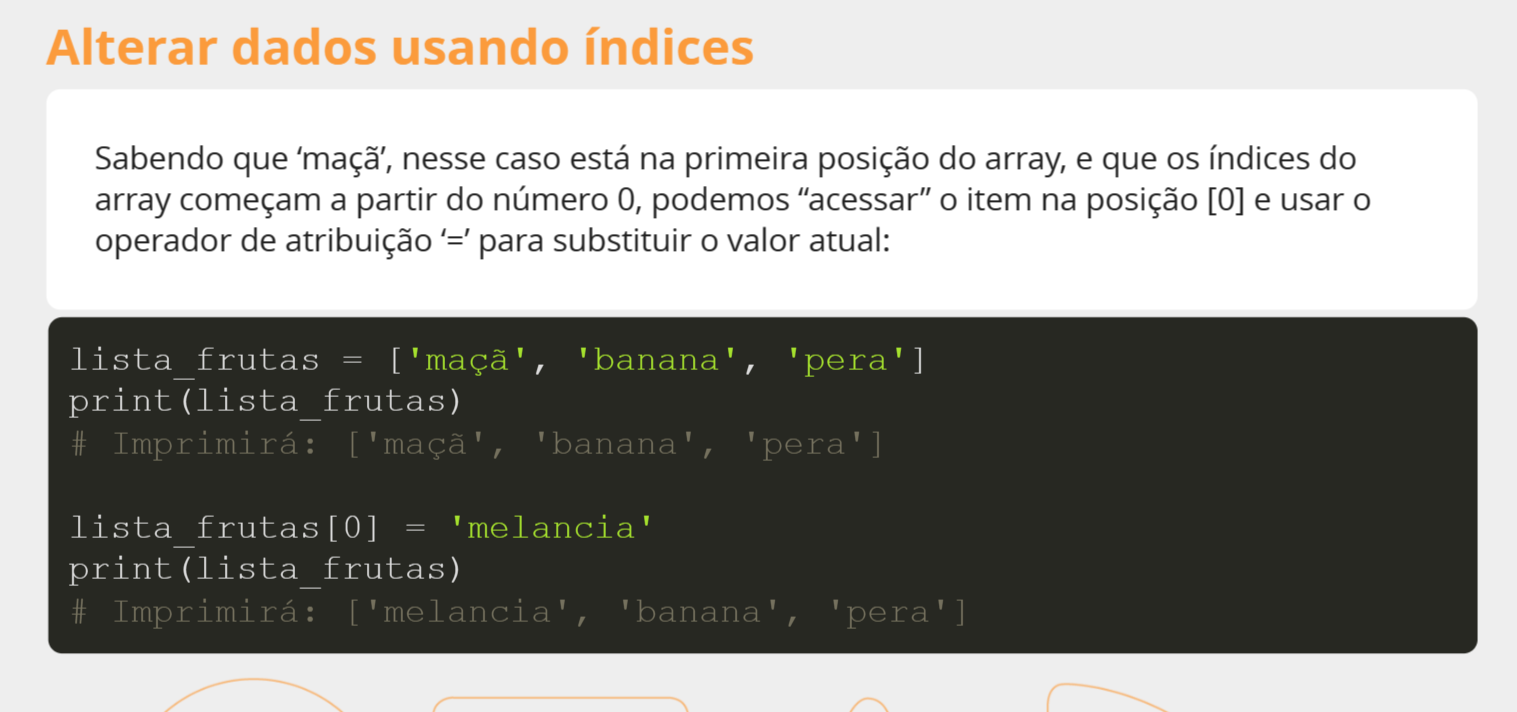 Alterar dados usando índices
Sabendo que ‘maçã’, nesse caso está na primeira posição do array, e que os índices do
array começam a partir do número 0, podemos “acessar” o item na posição [0] e usar o
operador de atribuição ‘=’ para substituir o valor atual:
lista_frutas = ['maçã', 'banana', 'pera']
print(lista_frutas)
# Imprimirá: ['maçã', 'banana', 'pera']
lista_frutas[0] = 'melancia'
print(lista_frutas)
# Imprimirá: ['melancia', 'banana', 'pera']